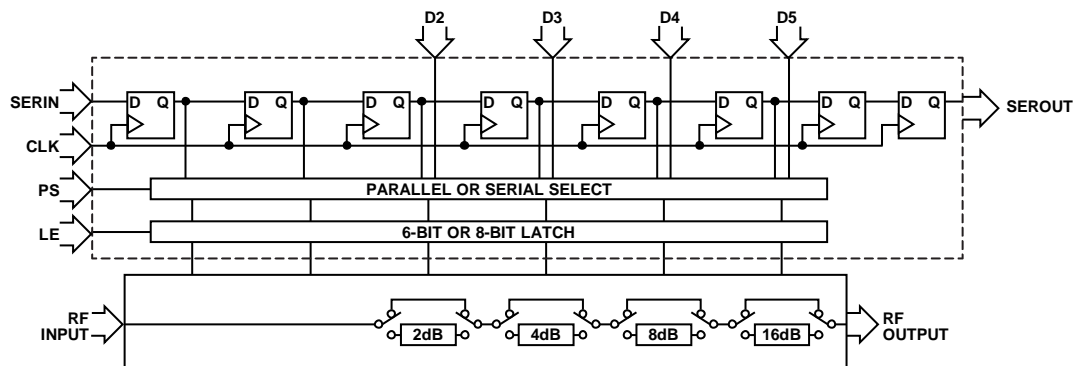 D2 D3 D4 D5
D Q D Q D Q D Q D Q D Q D Q D Q
SERIN
SEROUT
CLK
PS
PARALLEL OR SERIAL SELECT
LE
6-BIT OR 8-BIT LATCH
RF
INPUT
2dB 4dB 8dB 16dB
RF
OUTPUT